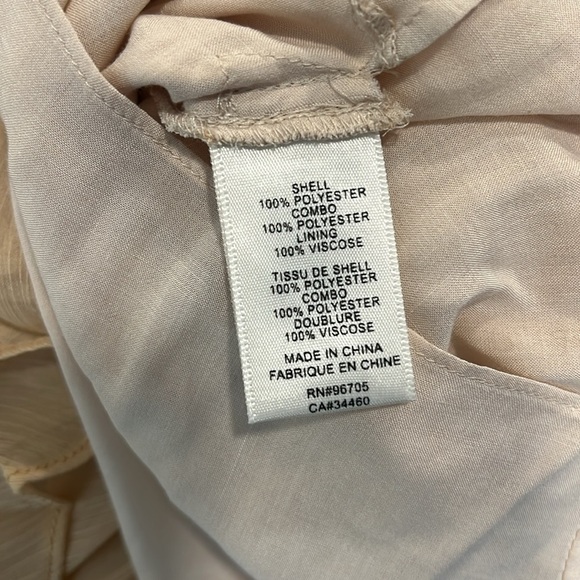 SHELL
100% POLYESTER
COMBO
100% POLYESTER
LINING
100% VISCOSE
TISSU DE SHELL
100% POLYESTER
COMBO
100% POLYESTER
DOUBLURE
100% VISCOSE
MADE IN CHINA
FABRIQUE EN CHINE
RN#96705
CA#34460